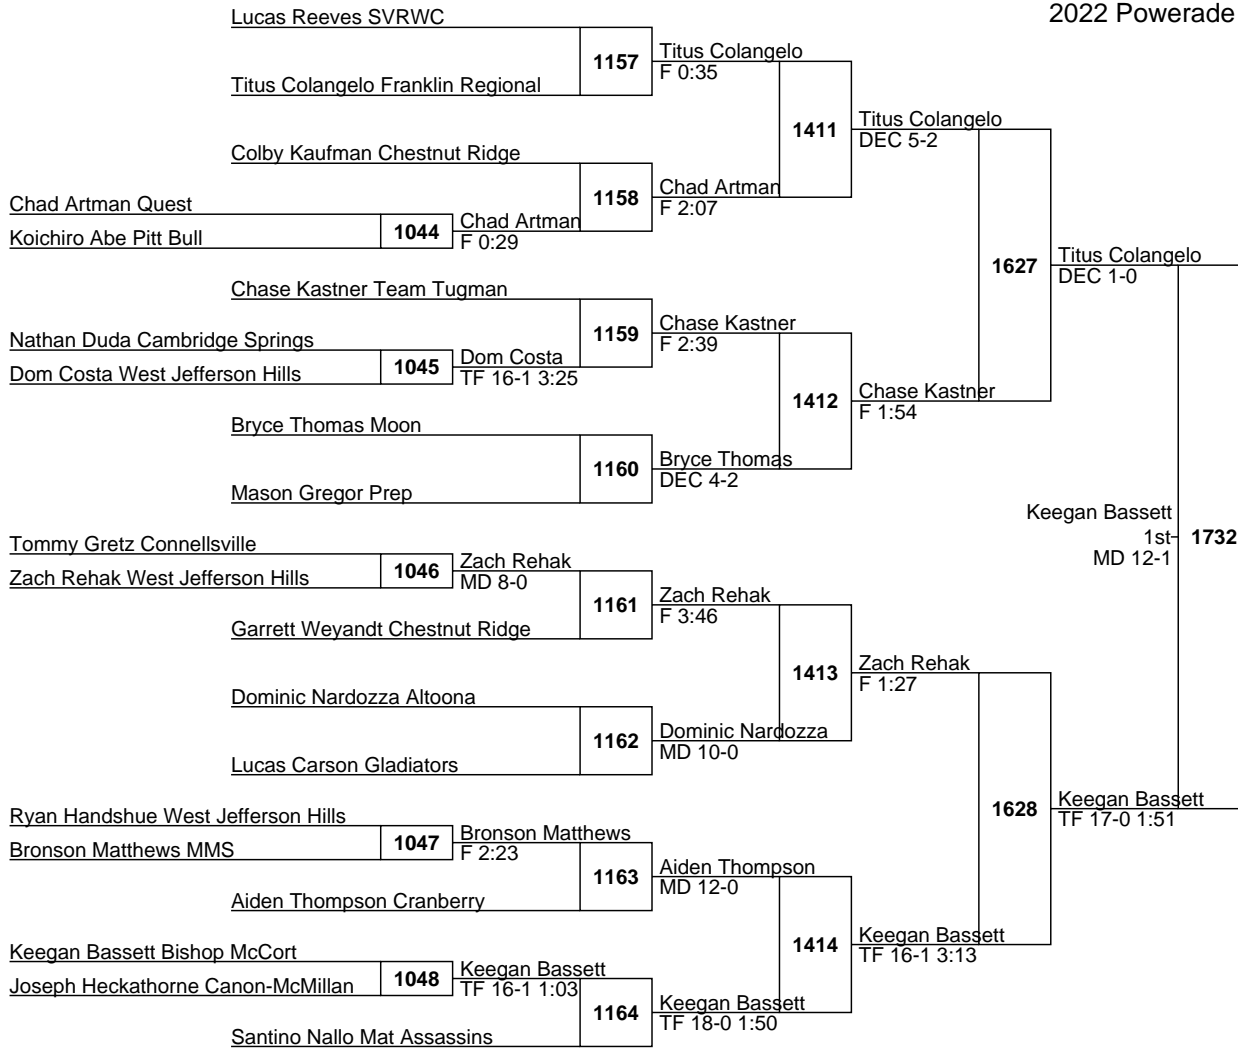 2022 Powerade
Lucas Reeves SVRWC
1157
Titus Colangelo
F 0:35
Titus Colangelo Franklin Regional
1411
Titus Colangelo
DEC 5-2
Colby Kaufman Chestnut Ridge
1158
Chad Artman
F 2:07
Chad Artman Quest
1044
Chad Artman
F 0:29
Koichiro Abe Pitt Bull
1627
Titus Colangelo
DEC 1-0
Chase Kastner Team Tugman
1159
Chase Kastner
F 2:39
Nathan Duda Cambridge Springs
1045
Dom Costa
TF 16-1 3:25
Dom Costa West Jefferson Hills
1412
Chase Kastner
F 1:54
Bryce Thomas Moon
1160
Bryce Thomas
DEC 4-2
Mason Gregor Prep
Keegan Bassett
1st
1732
MD 12-1
Tommy Gretz Connellsville
1046
Zach Rehak
MD 8-0
Zach Rehak West Jefferson Hills
1161
Zach Rehak
F 3:46
Garrett Weyandt Chestnut Ridge
1413
Zach Rehak
F 1:27
Dominic Nardozza Altoona
1162
Dominic Nardozza
MD 10-0
Lucas Carson Gladiators
1628
Keegan Bassett
TF 17-0 1:51
Ryan Handshue West Jefferson Hills
1047
Bronson Matthews
F 2:23
Bronson Matthews MMS
1163
Aiden Thompson
MD 12-0
Aiden Thompson Cranberry
1414
Keegan Bassett
TF 16-1 3:13
Keegan Bassett Bishop McCort
1048
Keegan Bassett
TF 16-1 1:03
Joseph Heckathorne Canon-McMillan
1164
Keegan Bassett
TF 18-0 1:50
Santino Nallo Mat Assassins